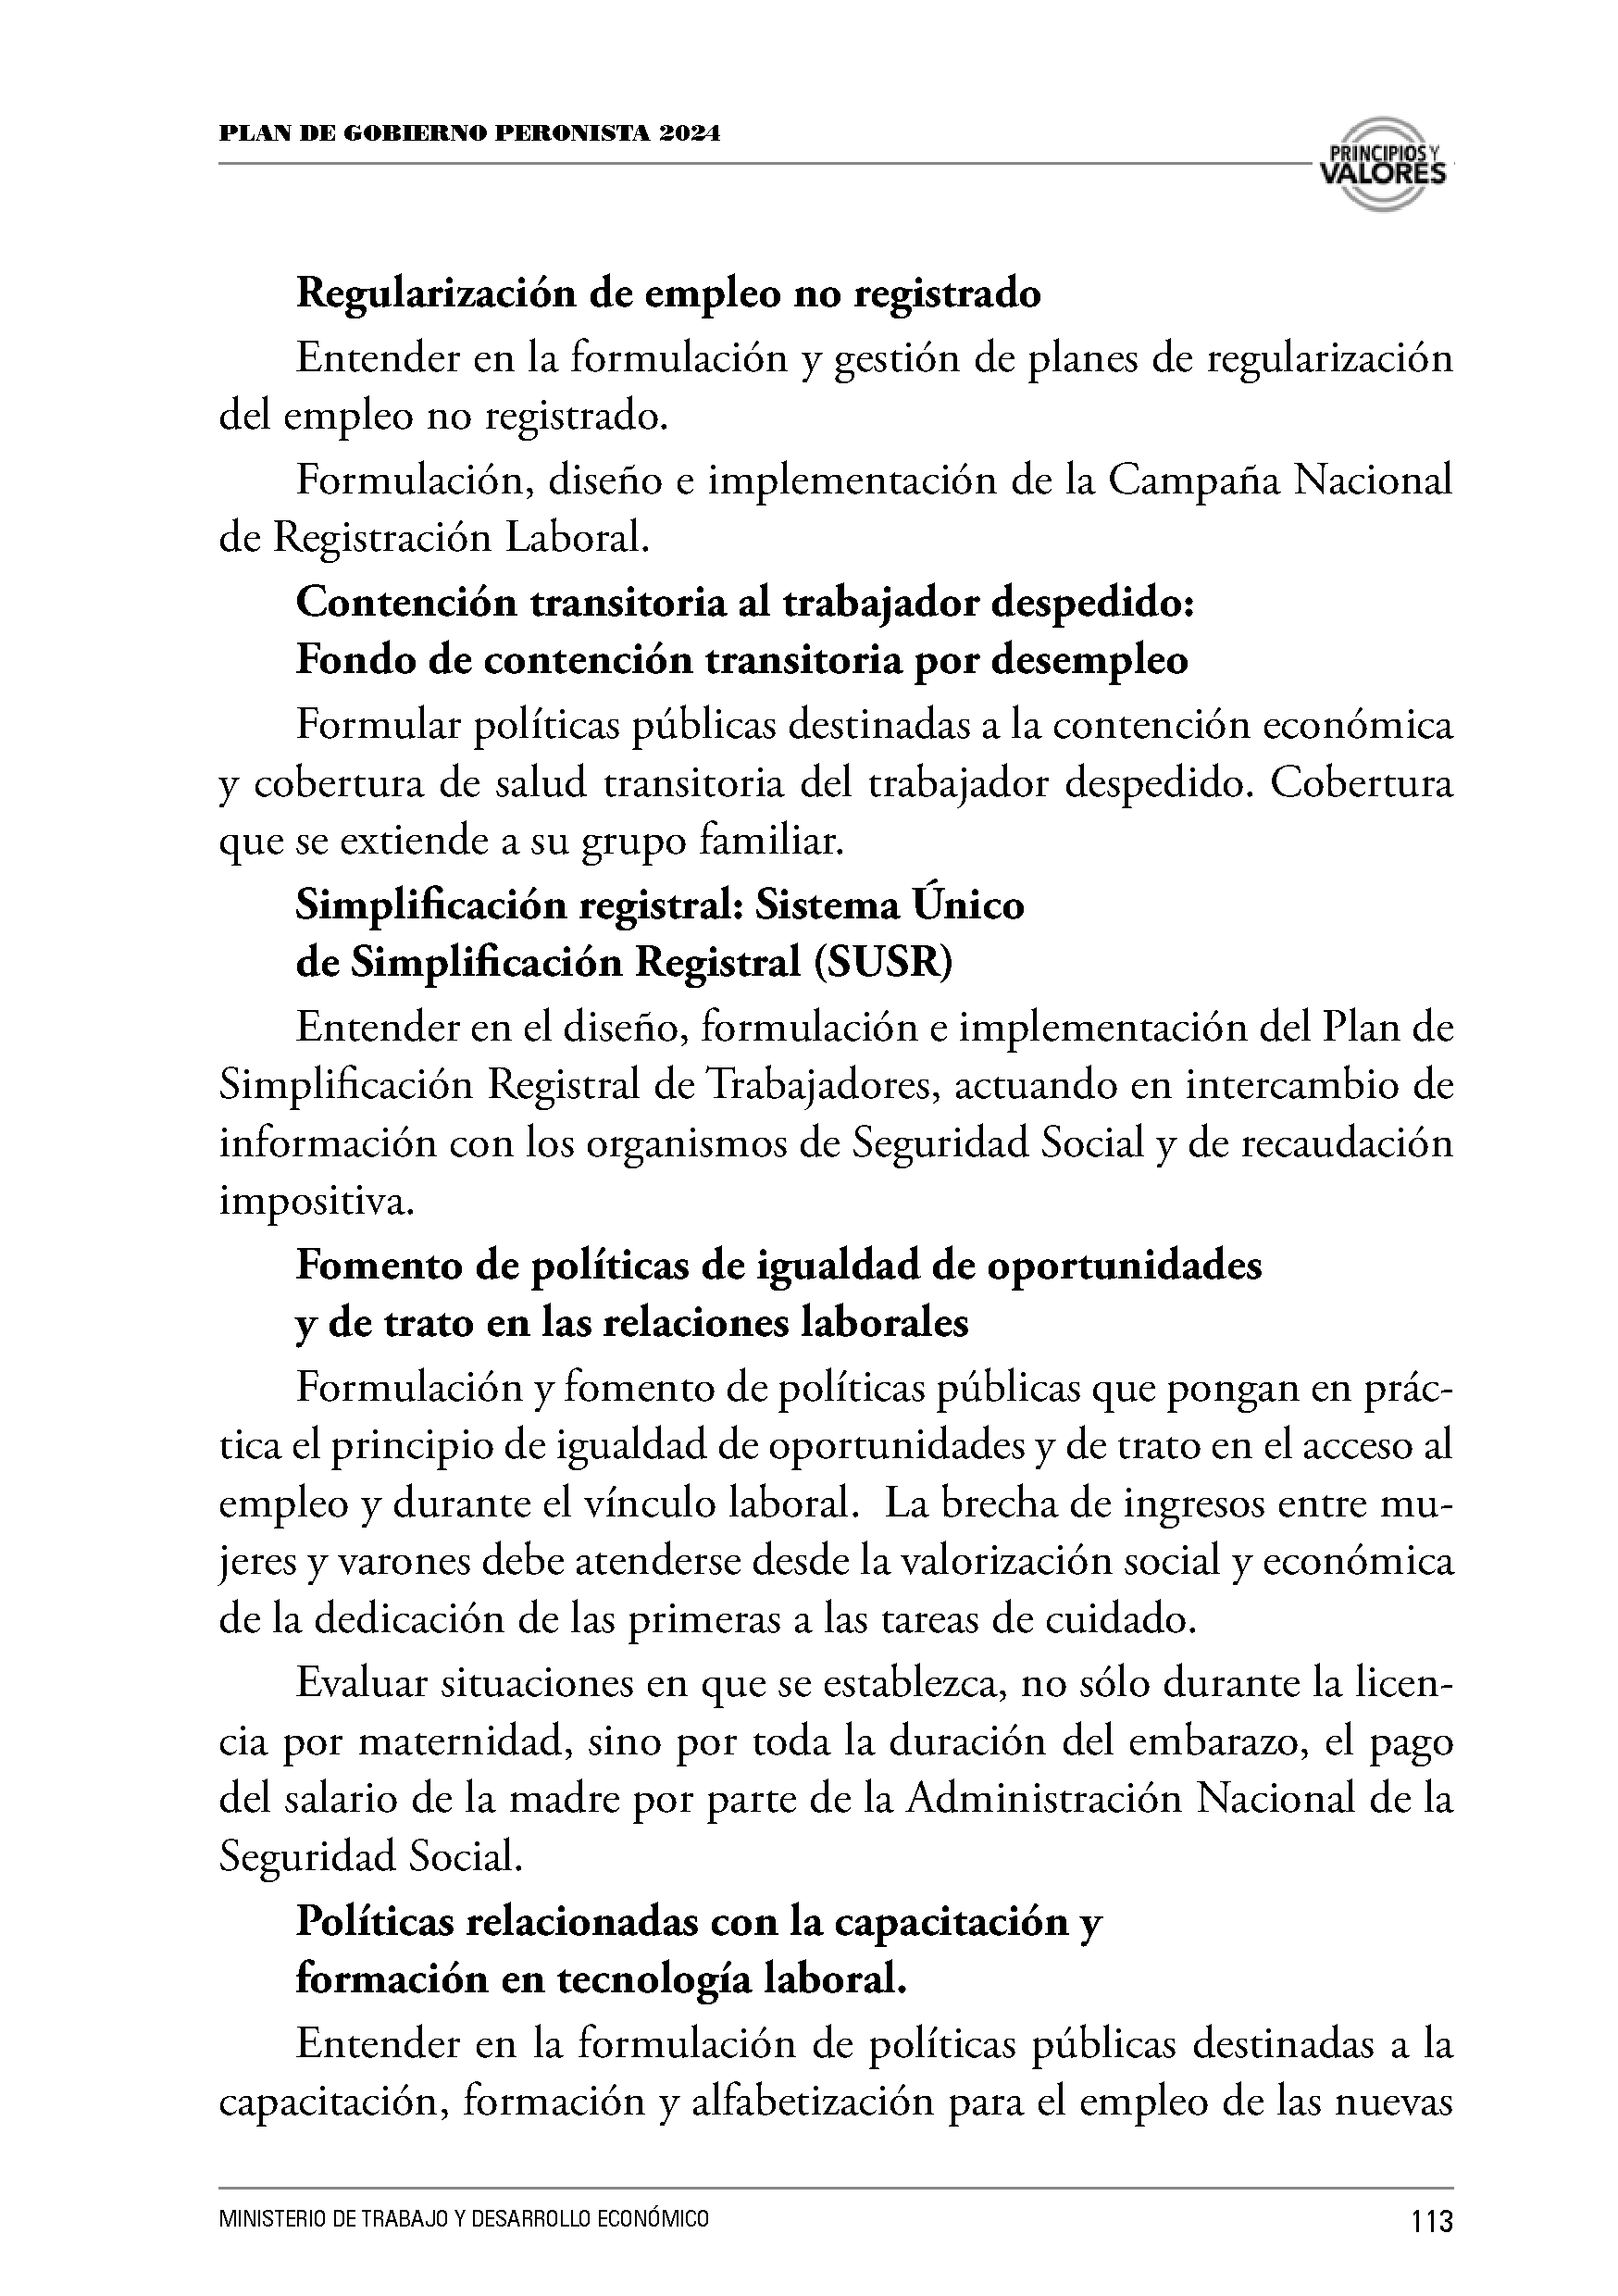 PLAN DE GOBIERNO PERONISTA 2024
PRINCIPIOS Y
VALORES
Regularización de empleo no registrado
Entender en la formulación y gestión de planes de regularización
del empleo no registrado.
Formulación, diseño e implementación de la Campaña Nacional
de Registración Laboral.
Contención transitoria al trabajador despedido:
Fondo de contención transitoria por desempleo
Formular políticas públicas destinadas a la contención económica
y cobertura de salud transitoria del trabajador despedido. Cobertura
que se extiende a su grupo familiar.
Simplificación registral: Sistema Único
de Simplificación Registral (SUSR)
Entender en el diseño, formulación e implementación del Plan de
Simplificación Registral de Trabajadores, actuando en intercambio de
información con los organismos de Seguridad Social y de recaudación
impositiva.
Fomento de políticas de igualdad de oportunidades
y de trato en las relaciones laborales
Formulación y fomento de políticas públicas que pongan en prác-
tica el principio de igualdad de oportunidades y de trato en el acceso al
empleo y durante el vínculo laboral. La brecha de ingresos entre mu-
jeres y varones debe atenderse desde la valorización social y económica
de la dedicación de las primeras a las tareas de cuidado.
Evaluar situaciones en que se establezca, no sólo durante la licen-
cia por maternidad, sino por toda la duración del embarazo, el pago
del salario de la madre por parte de la Administración Nacional de la
Seguridad Social.
Políticas relacionadas con la capacitación y
formación en tecnología laboral.
Entender en la formulación de políticas públicas destinadas a la
capacitación, formación y alfabetización para el empleo de las nuevas
MINISTERIO DE TRABAJO Y DESARROLLO ECONÓMICO
113